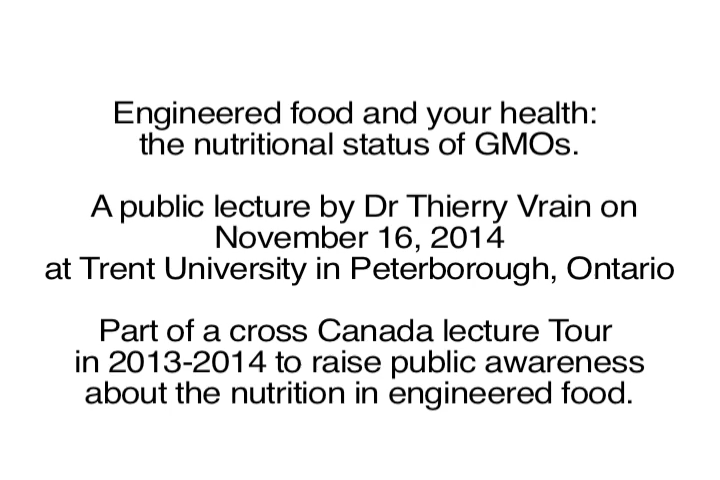 Engineered food and your health:
the nutritional status of GMOs.
A public lecture by Dr Thierry Vrain on
November 16, 2014
at Trent University in Peterborough, Ontario
Part of a cross Canada lecture Tour
in 2013-2014 to raise public awareness
about the nutrition in engineered food.